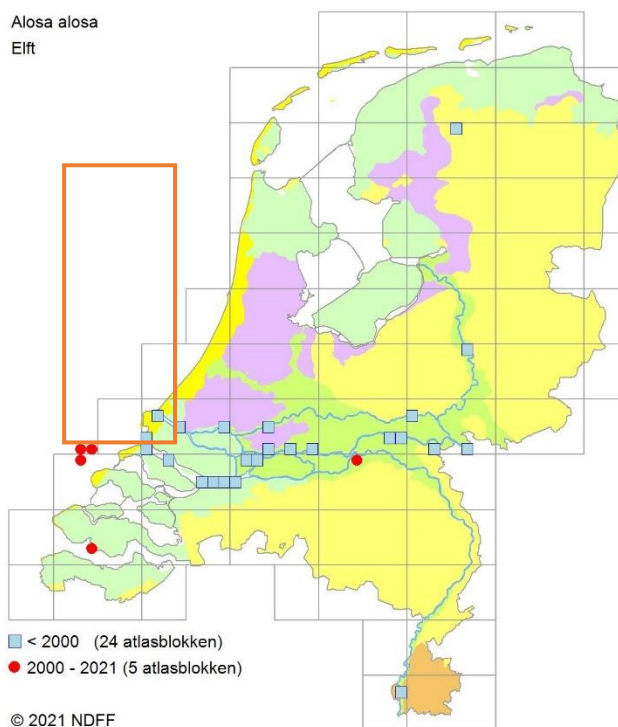 Alosa alosa
Elft
< 2000 (24 atlasblokken)
2000 - 2021 (5 atlasblokken)
© 2021 NDFF